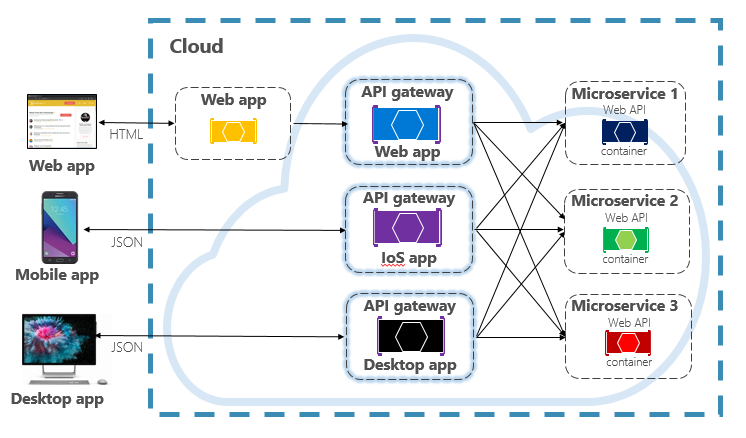 Cloud
Web app
HTML
Web app
API gateway
Web app
Microservice 1
Web API
container
Mobile app
JSON
API gateway
IoS app
Microservice 2
Web API
container
Desktop app
JSON
API gateway
Desktop app
Microservice 3
Web API
container